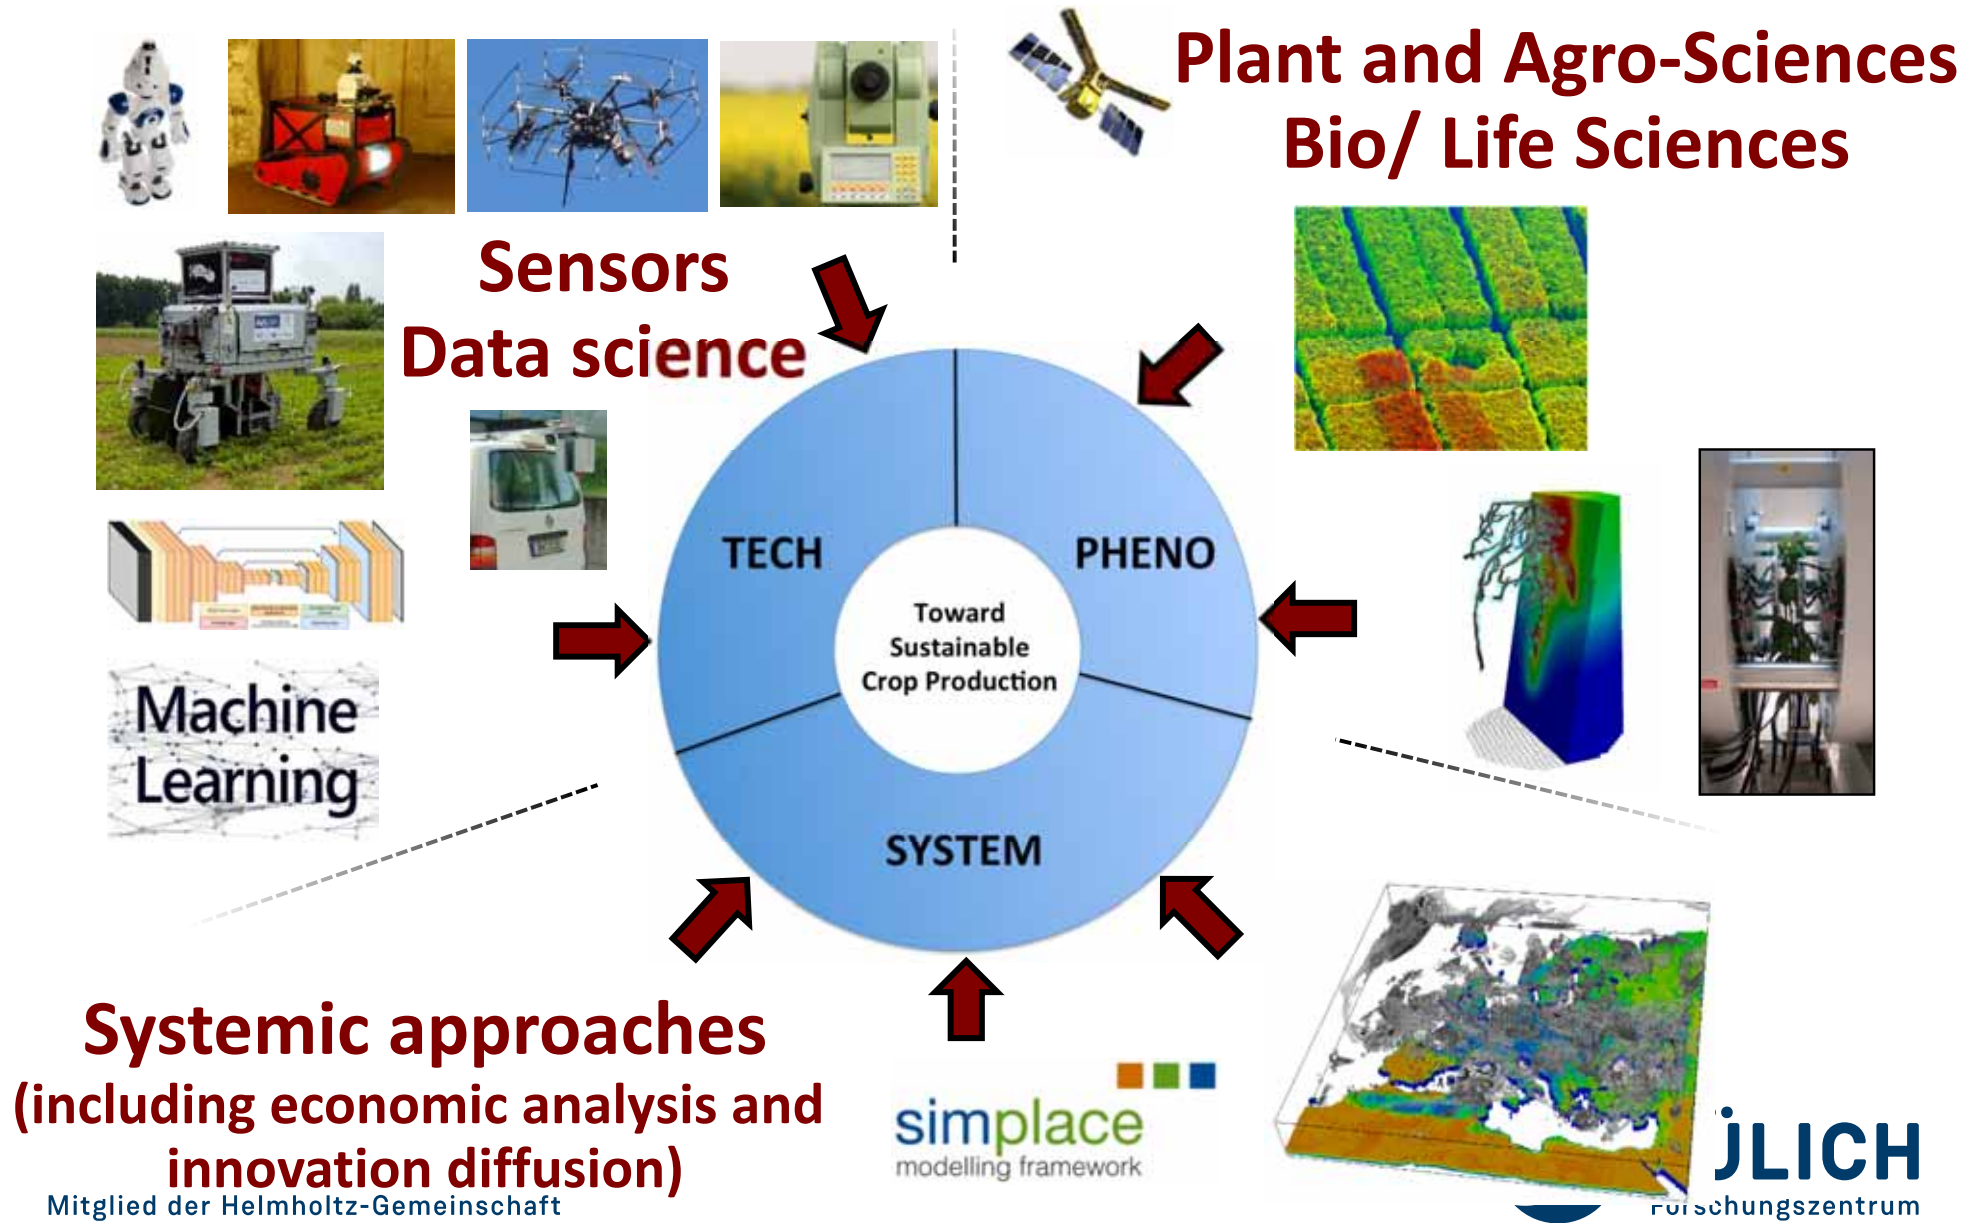 Plant and Agro-Sciences
Bio/ Life Sciences
Sensors
Data science
TECH
PHENO
Toward
Sustainable
Crop Production
Machine
Learning
SYSTEM
Systemic approaches
(including economic analysis and
innovation diffusion)
simplace
modelling framework
JLICH
Forschungszentrum
Mitglied der Helmholtz-Gemeinschaft